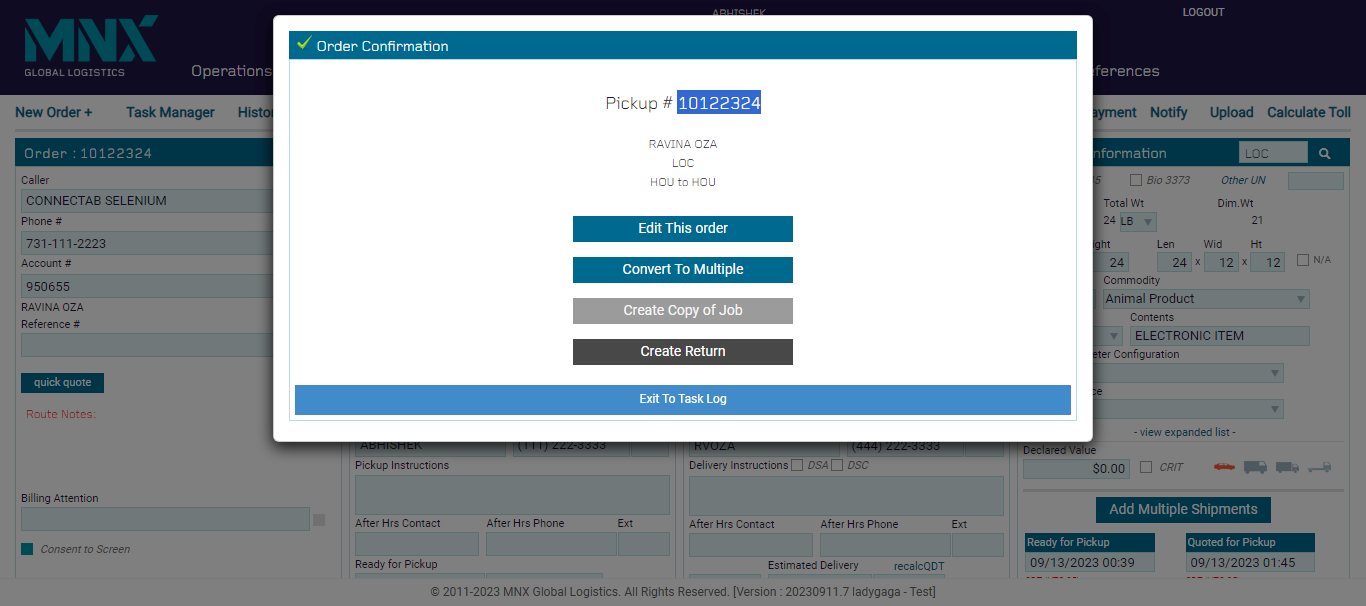 ABHISHEK
LOGOUT
MNX
GLOBAL LOGISTICS
Operations
New Order +
Task Manager
Payment
Notify
Upload
Calculate Toll
Order Confirmation
Pickup # 10122324
RAVINA OZA
LOC
HOU to HOU
Edit This order
Convert To Multiple
Create Copy of Job
Create Return
Exit To Task Log
Order : 10122324
Caller
CONNECTAB SELENIUM
Phone #
731-111-2223
Account #
950655
RAVINA OZA
Reference #
quick quote
Route Notes:
Billing Attention
Consent to Screen
ABHISHEK
(111) 222-3333
Pickup Instructions
After Hrs Contact
After Hrs Phone
Ext
Ready for Pickup
RVOZA
(444) 222-3333
Delivery Instructions
DSA
DSC
After Hrs Contact
After Hrs Phone
Ext
Estimated Delivery
recalcQDT
LOC
Bio 3373
Other UN
Total Wt
Dim.Wt
24 LB
21
Len
Wid
Ht
24
24 x 12 x 12
N/A
Commodity
Animal Product
Contents
ELECTRONIC ITEM
Configuration
- view expanded list -
Declared Value
$0.00
CRIT
Add Multiple Shipments
Ready for Pickup
Quoted for Pickup
09/13/2023 00:39
09/13/2023 01:45
© 2011-2023 MNX Global Logistics. All Rights Reserved. [Version : 20230911.7 ladygaga - Test]